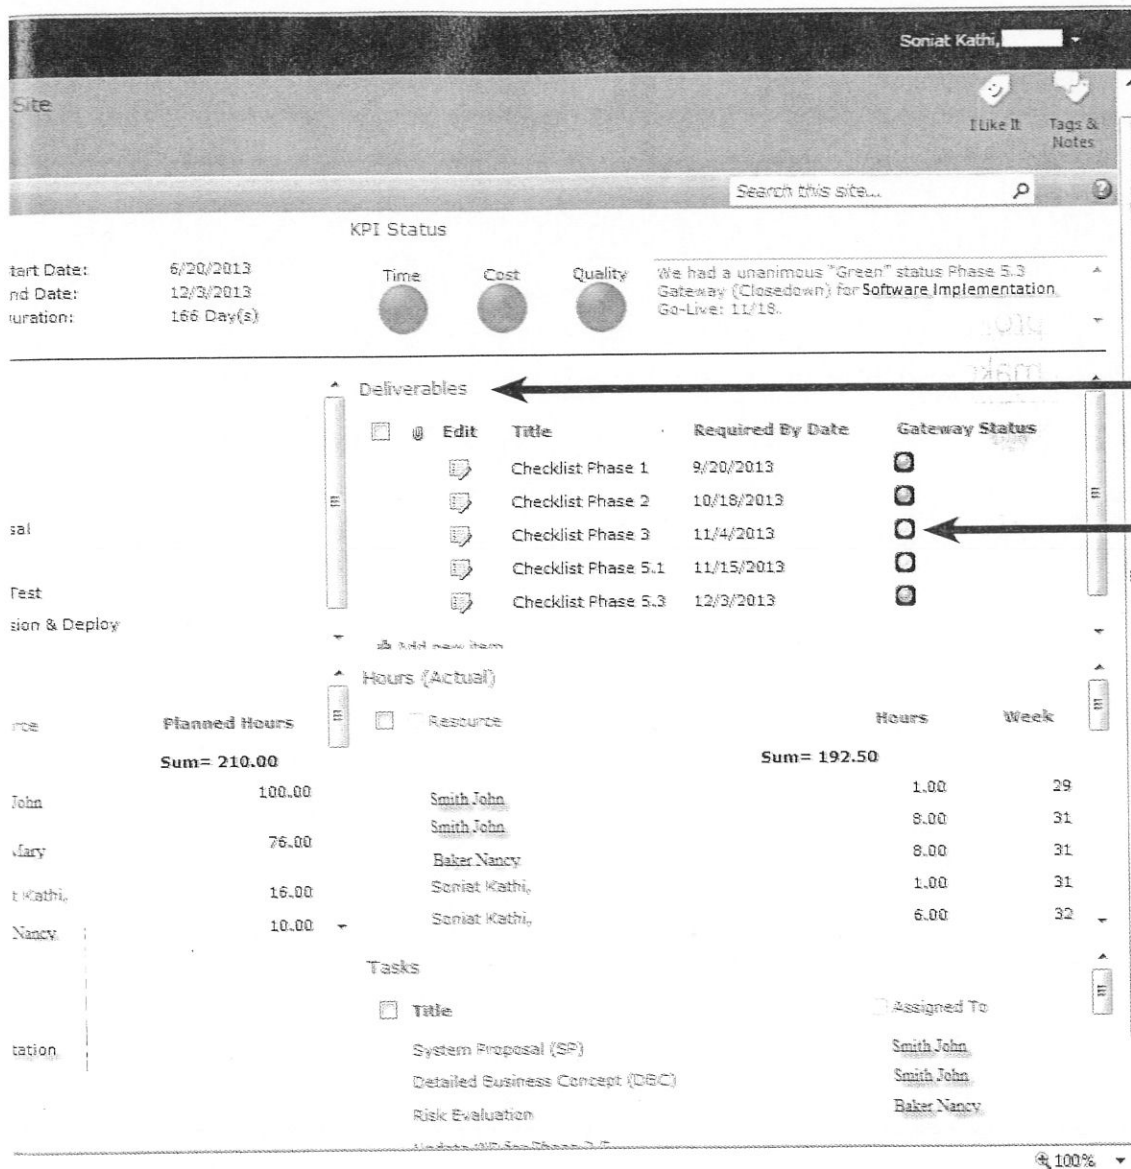 Soniat Kathi,
Site
I Like It
Tags &
Notes
Search this site...
KPI Status
tart Date: 6/20/2013
nd Date: 12/3/2013
uration: 166 Day(s)
Time Cost Quality
We had a unanimous "Green" status Phase 5.3
Gateway (Closedown) for Software Implementation
Go-Live: 11/18.
Deliverables
Edit Title Required By Date Gateway Status
Checklist Phase 1 9/20/2013
Checklist Phase 2 10/18/2013
Checklist Phase 3 11/4/2013
Checklist Phase 5.1 11/15/2013
Checklist Phase 5.3 12/3/2013
Add new item
sal
Test
sion & Deploy
rce Planned Hours
Sum= 210.00
John 100.00
Mary 76.00
t Kathi, 16.00
Nancy 10.00
tation
Hours (Actual)
Resource Hours Week
Sum= 192.50
Smith John 1.00 29
Smith John 8.00 31
Baker Nancy 8.00 31
Soniat Kathi, 1.00 31
Soniat Kathi, 6.00 32
Tasks
Title Assigned To
System Proposal (SP) Smith John
Detailed Business Concept (DBC) Smith John
Risk Evaluation Baker Nancy
100%